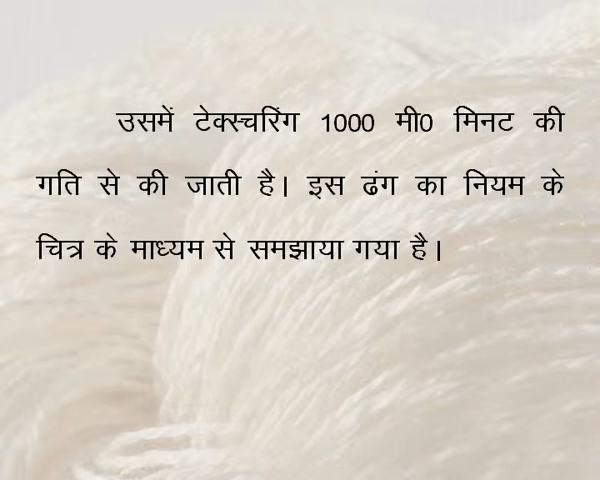 उसमें टेक्स्चरिंग 1000 मी0 मिनट की
गति से की जाती है। इस ढंग का नियम के
चित्र के माध्यम से समझाया गया है।